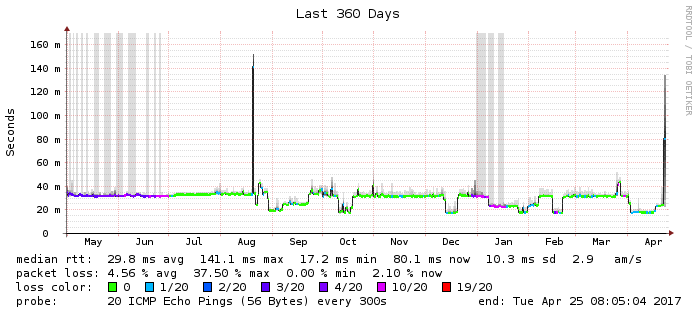 Last 360 Days
RRDTOOL / TOBI OETIKER
Seconds
160 m
140 m
120 m
100 m
80 m
60 m
40 m
20 m
0
May Jun Jul Aug Sep Oct Nov Dec Jan Feb Mar Apr
median rtt: 29.8 ms avg 141.1 ms max 17.2 ms min 80.1 ms now 10.3 ms sd 2.9 am/s
packet loss: 4.56 % avg 37.50 % max 0.00 % min 2.10 % now
loss color: 0 1/20 2/20 3/20 4/20 10/20 19/20
probe: 20 ICMP Echo Pings (56 Bytes) every 300s end: Tue Apr 25 08:05:04 2017